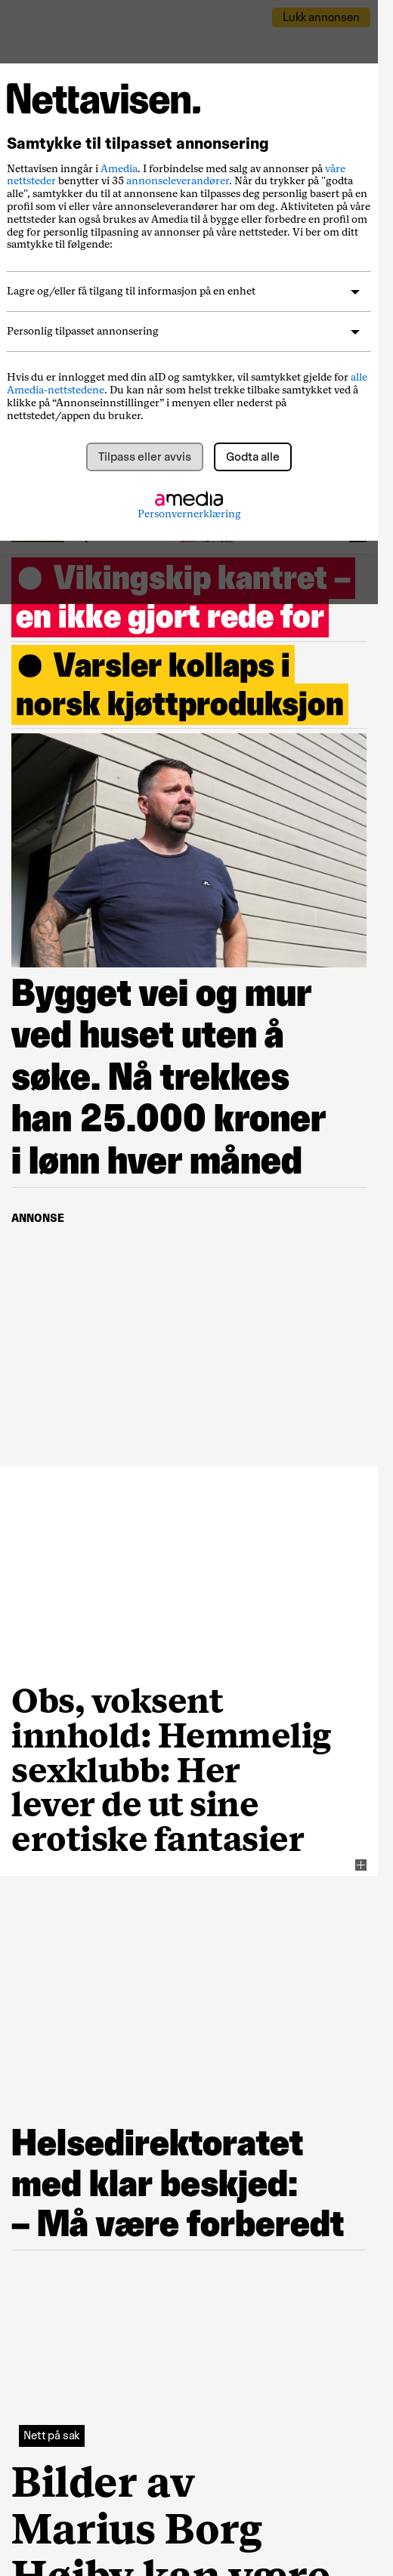 Lukk annonsen
Nettavisen.
Samtykke til tilpasset annonsering
Nettavisen inngår i Amedia. I forbindelse med salg av annonser på våre
nettsteder benytter vi 35 annonseleverandører. Når du trykker på "godta
alle", samtykker du til at annonsene kan tilpasses deg personlig basert på en
profil som vi eller våre annonseleverandører har om deg. Aktiviteten på våre
nettsteder kan også brukes av Amedia til å bygge eller forbedre en profil om
deg for personlig tilpasning av annonser på våre nettsteder. Vi ber om ditt
samtykke til følgende:
Lagre og/eller få tilgang til informasjon på en enhet
Personlig tilpasset annonsering
Hvis du er innlogget med din aID og samtykker, vil samtykket gjelde for alle
Amedia-nettstedene. Du kan når som helst trekke tilbake samtykket ved å
klikke på “Annonseinnstillinger” i menyen eller nederst på
nettstedet/appen du bruker.
Tilpass eller avvis
Godta alle
amedia
Personvernerklæring
Vikingskip kantret –
en ikke gjort rede for
Varsler kollaps i
norsk kjøttproduksjon
Bygget vei og mur
ved huset uten å
søke. Nå trekkes
han 25.000 kroner
i lønn hver måned
ANNONSE
Obs, voksent
innhold: Hemmelig
sexklubb: Her
lever de ut sine
erotiske fantasier
Helsedirektoratet
med klar beskjed:
– Må være forberedt
Nett på sak
Bilder av
Marius Borg
Høiby kan være